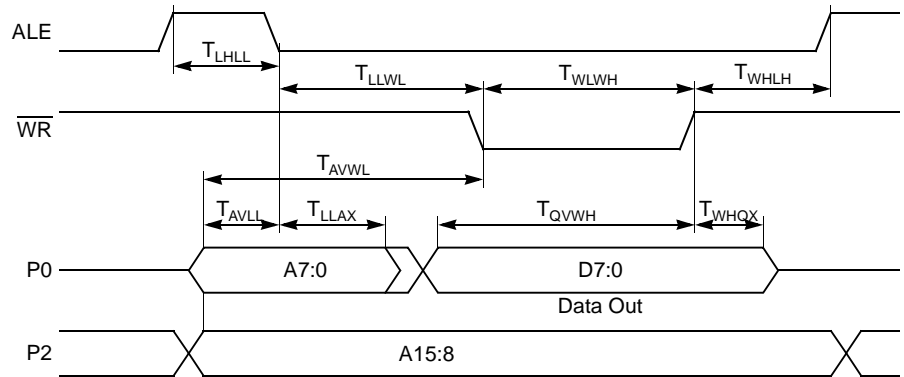 ALE
TLHLL
TLLWL
TWLWH
TWHLH
WR
TAVWL
TAVLL
TLLAX
TQVWH
TWHQX
P0
A7:0
D7:0
Data Out
P2
A15:8